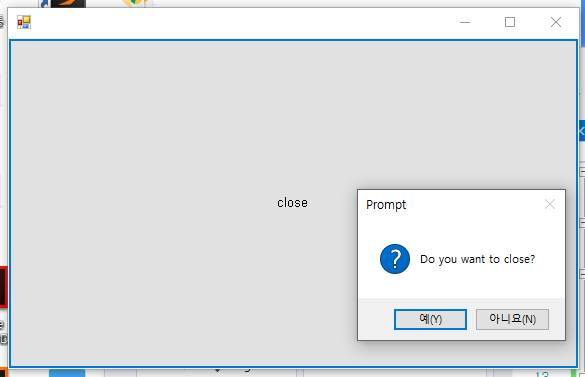 close
Prompt
Do you want to close?
예(Y)
아니요(N)